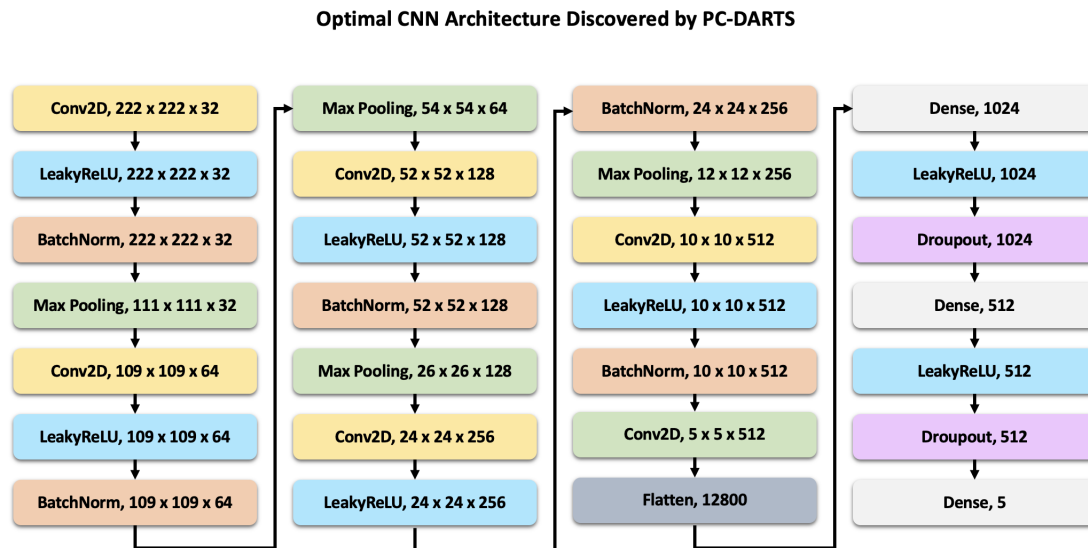 Optimal CNN Architecture Discovered by PC-DARTS
Conv2D, 222 x 222 x 32
LeakyReLU, 222 x 222 x 32
BatchNorm, 222 x 222 x 32
Max Pooling, 111 x 111 x 32
Conv2D, 109 x 109 x 64
LeakyReLU, 109 x 109 x 64
BatchNorm, 109 x 109 x 64
Max Pooling, 54 x 54 x 64
Conv2D, 52 x 52 x 128
LeakyReLU, 52 x 52 x 128
BatchNorm, 52 x 52 x 128
Max Pooling, 26 x 26 x 128
Conv2D, 24 x 24 x 256
LeakyReLU, 24 x 24 x 256
BatchNorm, 24 x 24 x 256
Max Pooling, 12 x 12 x 256
Conv2D, 10 x 10 x 512
LeakyReLU, 10 x 10 x 512
BatchNorm, 10 x 10 x 512
Conv2D, 5 x 5 x 512
Flatten, 12800
Dense, 1024
LeakyReLU, 1024
Droupout, 1024
Dense, 512
LeakyReLU, 512
Droupout, 512
Dense, 5